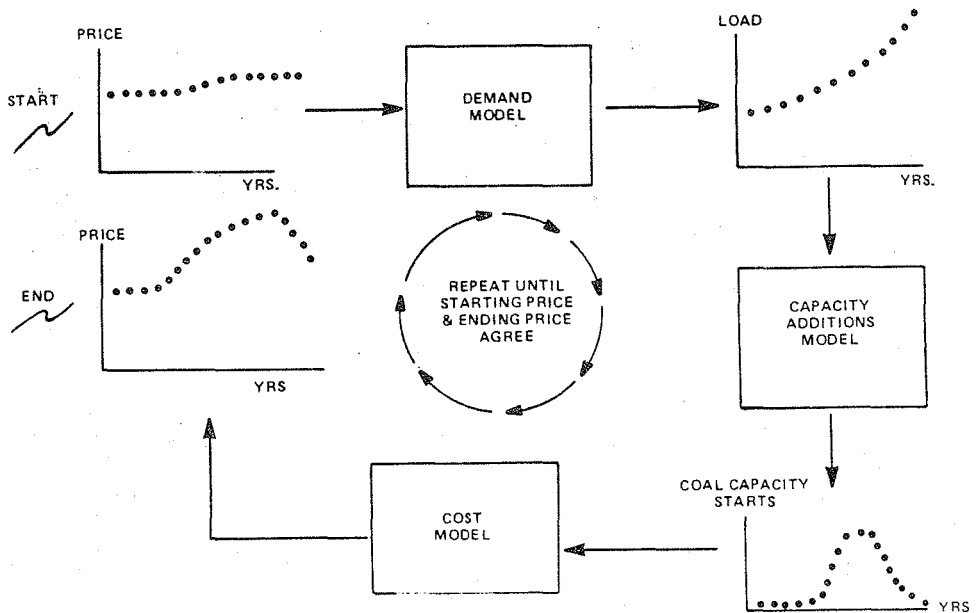 PRICE
START
YRS.
DEMAND
MODEL
LOAD
YRS.
PRICE
END
YRS
REPEAT UNTIL
STARTING PRICE
& ENDING PRICE
AGREE
CAPACITY
ADDITIONS
MODEL
COST
MODEL
COAL CAPACITY
STARTS
YRS